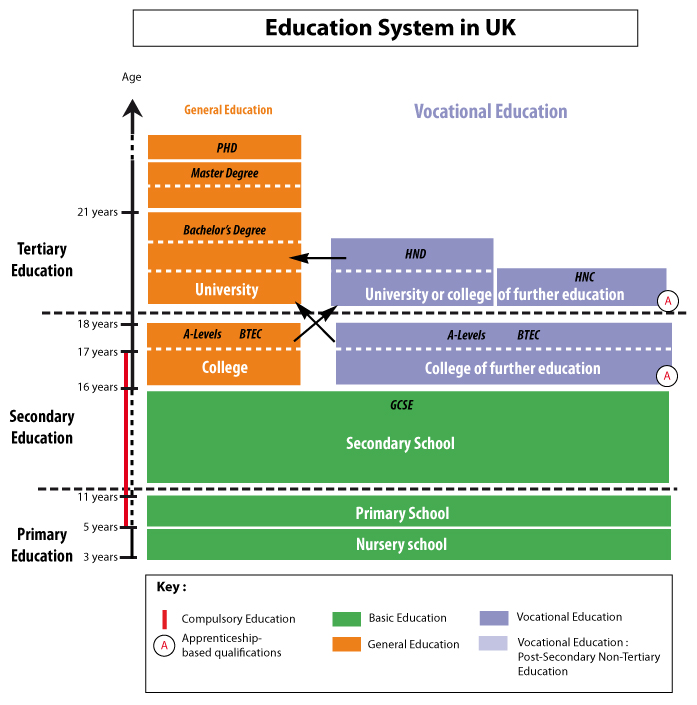 Education System in UK
Age
General Education
Vocational Education
PHD
Master Degree
21 years
Bachelor's Degree
Tertiary
Education
HND
HNC
University
University or college of further education
A
18 years
A-Levels BTEC
A-Levels BTEC
17 years
College
College of further education
A
16 years
GCSE
Secondary
Education
Secondary School
11 years
Primary School
5 years
Primary
Education
Nursery school
3 years
Key :
Compulsory Education
Basic Education
Vocational Education
A
Apprenticeship-
based qualifications
General Education
Vocational Education :
Post-Secondary Non-Tertiary
Education